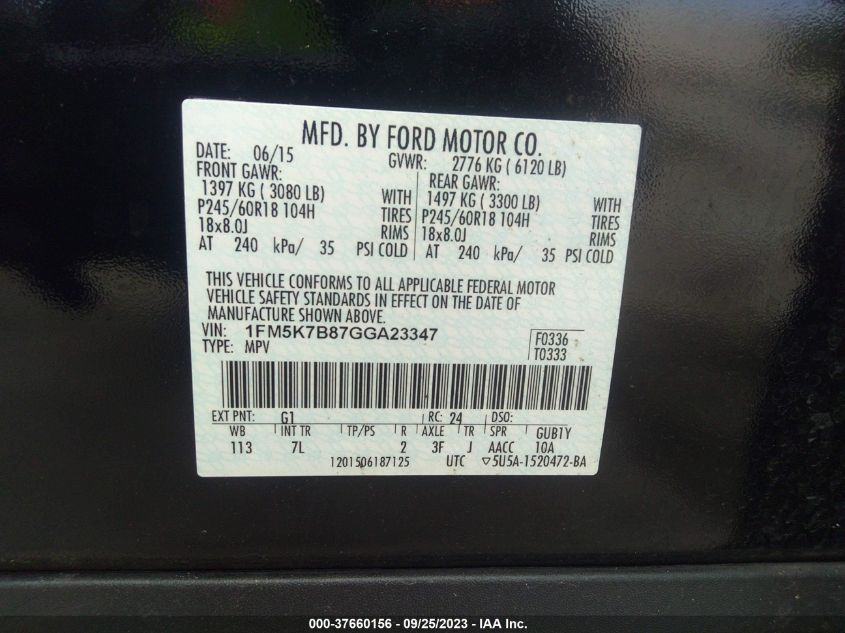 MFD. BY FORD MOTOR CO.
DATE: 06/15 GVWR: 2776 KG ( 6120 LB)
FRONT GAWR: REAR GAWR:
1397 KG ( 3080 LB) WITH 1497 KG ( 3300 LB) WITH
P245/60R18 104H TIRES P245/60R18 104H TIRES
18x8.0J RIMS 18x8.0J RIMS
AT 240 kPa/ 35 PSI COLD AT 240 kPa/ 35 PSI COLD
THIS VEHICLE CONFORMS TO ALL APPLICABLE FEDERAL MOTOR
VEHICLE SAFETY STANDARDS IN EFFECT ON THE DATE OF
MANUFACTURE SHOWN ABOVE.
VIN: 1FM5K7B87GGA23347 F0336
TYPE: MPV T0333
EXT PNT: G1 RC: 24 DSO:
WB INT TR TP/PS R AXLE TR SPR GUB1Y
113 7L 2 3F J AACC 10A
1201506187125 UTC ▽5U5A-1520472-BA
000-37660156 - 09/25/2023 - IAA Inc.